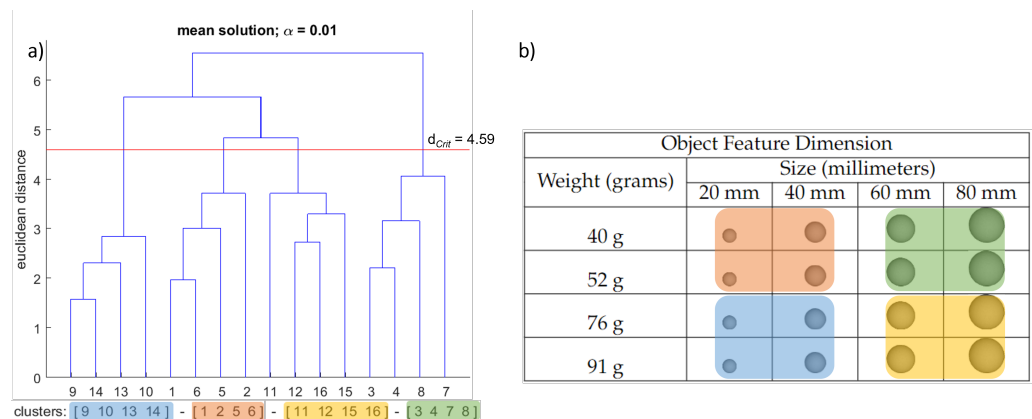 a)
mean solution; α = 0.01
euclidean distance
6
5
4
3
2
1
0
d_Crit = 4.59
9 14 13 10 1 6 5 2 11 12 16 15 3 4 8 7
clusters: [ 9 10 13 14 ] - [ 1 2 5 6 ] - [ 11 12 15 16 ] - [ 3 4 7 8 ]
b)
Object Feature Dimension
Weight (grams) Size (millimeters)
20 mm 40 mm 60 mm 80 mm
40 g
52 g
76 g
91 g